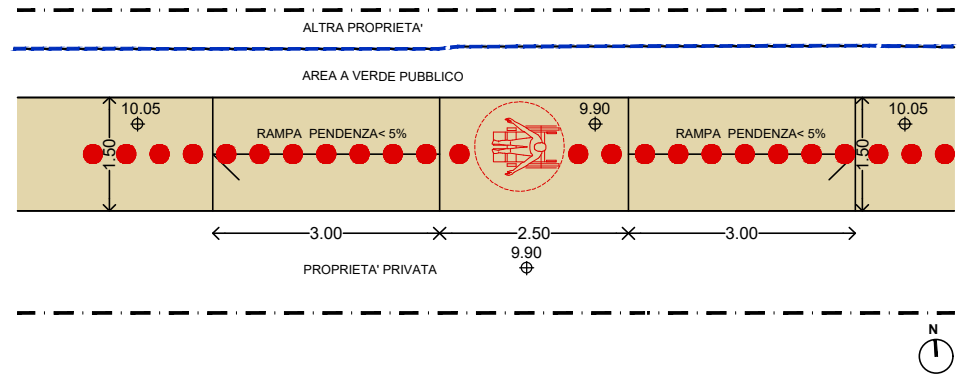 ALTRA PROPRIETA'
AREA A VERDE PUBBLICO
10.05
9.90
10.05
RAMPA PENDENZA< 5%
RAMPA PENDENZA< 5%
1.50
1.50
3.00
2.50
3.00
9.90
PROPRIETA' PRIVATA
N